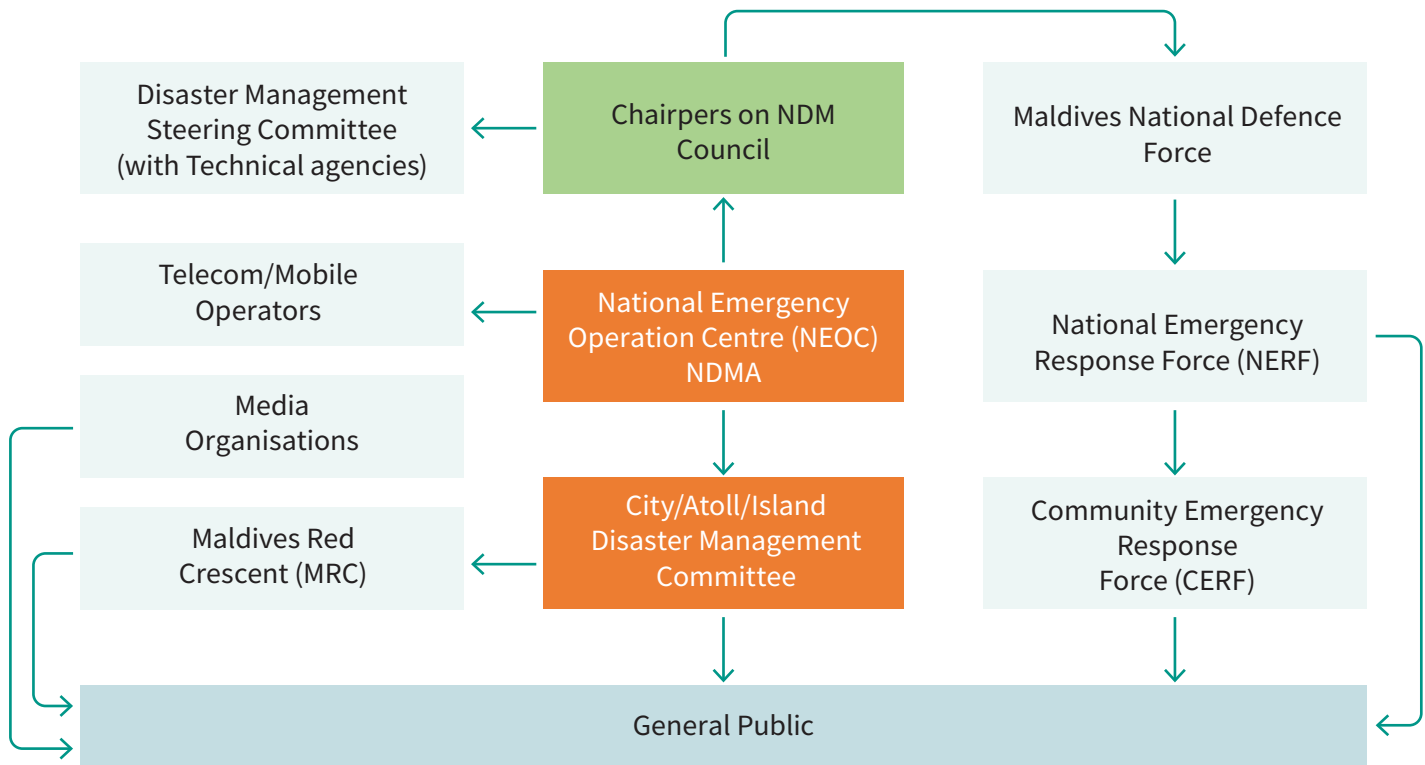 Disaster Management
Steering Committee
(with Technical agencies)
Chairpers on NDM
Council
Maldives National Defence
Force
Telecom/Mobile
Operators
National Emergency
Operation Centre (NEOC)
NDMA
National Emergency
Response Force (NERF)
Media
Organisations
Maldives Red
Crescent (MRC)
City/Atoll/Island
Disaster Management
Committee
Community Emergency
Response
Force (CERF)
General Public